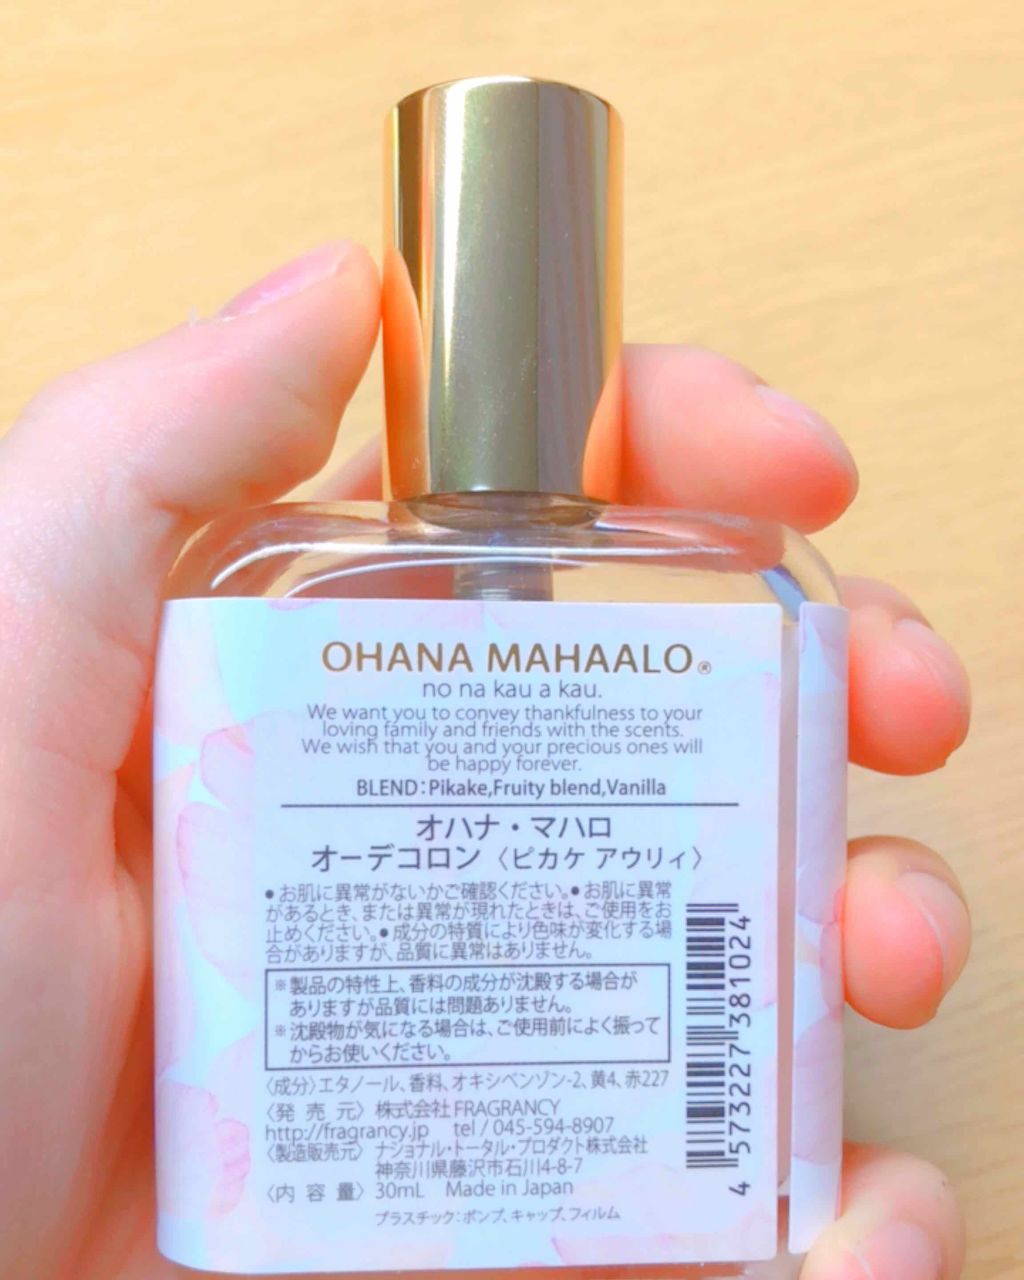 OHANA MAHAALO®
no na kau a kau.
We want you to convey thankfulness to your
loving family and friends with the scents.
We wish that you and your precious ones will
be happy forever.
BLEND:Pikake,Fruity blend,Vanilla
オハナ・マハロ
オーデコロン〈ピカケ アウリィ〉
●お肌に異常がないかご確認ください。●お肌に異常
があるとき、または異常が現れたときは、ご使用をお
止めください。●成分の特質により色味が変化する場
合がありますが、品質に異常はありません。
※製品の特性上、香料の成分が沈殿する場合が
ありますが品質には問題ありません。
※沈殿物が気になる場合は、ご使用前によく振って
からお使いください。
〈成分〉エタノール、香料、オキシベンゾン-2、黄4、赤227
〈発売元〉株式会社 FRAGRANCY
http://fragrancy.jp tel / 045-594-8907
〈製造販売元〉ナショナル・トータル・プロダクト株式会社
神奈川県藤沢市石川4-8-7
〈内容量〉30mL Made in Japan
プラスチック:ポンプ、キャップ、フィルム
4 573227 381024